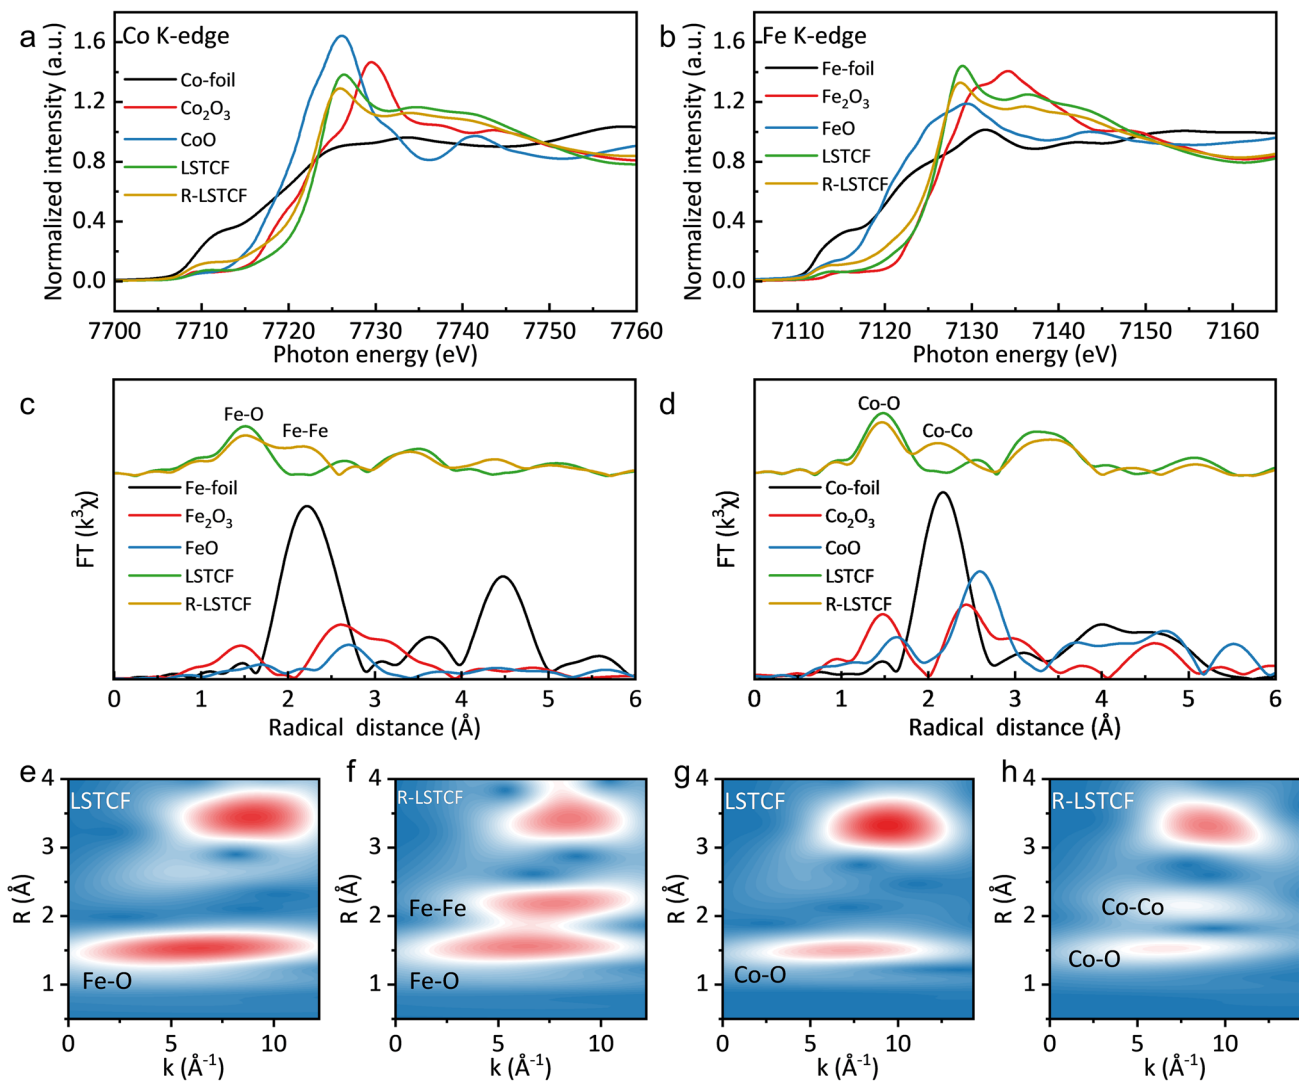 a
Co K-edge
Normalized intensity (a.u.)
1.6
1.2
0.8
0.4
0.0
Co-foil
Co₂O₃
CoO
LSTCF
R-LSTCF
7700 7710 7720 7730 7740 7750 7760
Photon energy (eV)
b
Fe K-edge
Normalized intensity (a.u.)
1.6
1.2
0.8
0.4
0.0
Fe-foil
Fe₂O₃
FeO
LSTCF
R-LSTCF
7110 7120 7130 7140 7150 7160
Photon energy (eV)
c
Fe-O
Fe-Fe
FT (k³χ)
Fe-foil
Fe₂O₃
FeO
LSTCF
R-LSTCF
0 1 2 3 4 5 6
Radical distance (Å)
d
Co-O
Co-Co
FT (k³χ)
Co-foil
Co₂O₃
CoO
LSTCF
R-LSTCF
0 1 2 3 4 5 6
Radical distance (Å)
e
LSTCF
R (Å)
4
3
2
1
Fe-O
0 5 10
k (Å⁻¹)
f
R-LSTCF
R (Å)
4
3
2
1
Fe-Fe
Fe-O
0 5 10
k (Å⁻¹)
g
LSTCF
R (Å)
4
3
2
1
Co-O
0 5 10
k (Å⁻¹)
h
R-LSTCF
R (Å)
4
3
2
1
Co-Co
Co-O
0 5 10
k (Å⁻¹)